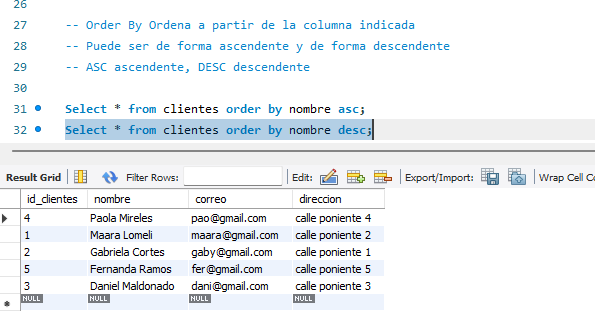 26
27 -- Order By Ordena a partir de la columna indicada
28 -- Puede ser de forma ascendente y de forma descendente
29 -- ASC ascendente, DESC descendente
30
31 Select * from clientes order by nombre asc;
32 Select * from clientes order by nombre desc;
Result Grid Filter Rows: Edit: Export/Import: Wrap Cell Co
id_clientes nombre correo direccion
4 Paola Mireles pao@gmail.com calle poniente 4
1 Maara Lomeli maara@gmail.com calle poniente 2
2 Gabriela Cortes gaby@gmail.com calle poniente 1
5 Fernanda Ramos fer@gmail.com calle poniente 5
3 Daniel Maldonado dani@gmail.com calle poniente 3
NULL NULL NULL NULL